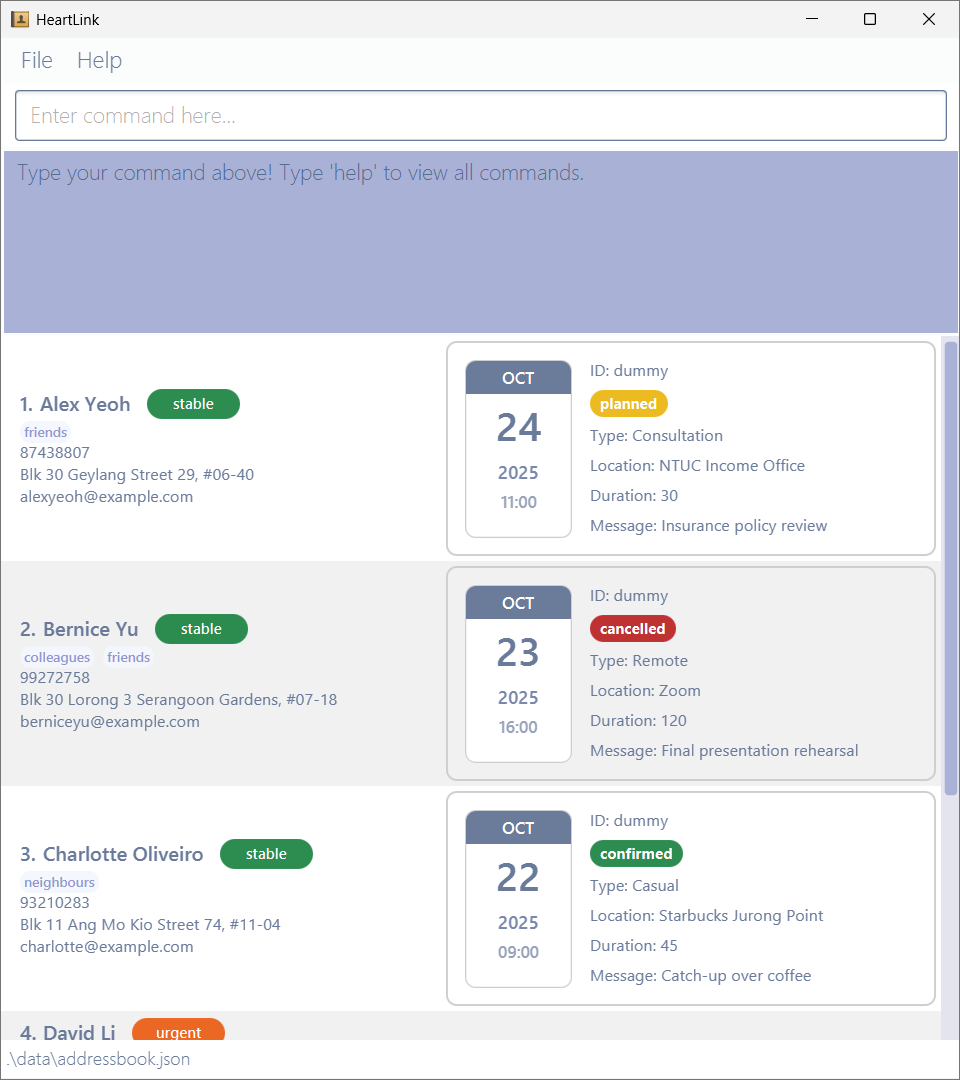 HeartLink
File Help
Enter command here...
Type your command above! Type 'help' to view all commands.
1. Alex Yeoh stable
friends
87438807
Blk 30 Geylang Street 29, #06-40
alexyeoh@example.com
OCT
24
2025
11:00
ID: dummy
planned
Type: Consultation
Location: NTUC Income Office
Duration: 30
Message: Insurance policy review
2. Bernice Yu stable
colleagues friends
99272758
Blk 30 Lorong 3 Serangoon Gardens, #07-18
berniceyu@example.com
OCT
23
2025
16:00
ID: dummy
cancelled
Type: Remote
Location: Zoom
Duration: 120
Message: Final presentation rehearsal
3. Charlotte Oliveiro stable
neighbours
93210283
Blk 11 Ang Mo Kio Street 74, #11-04
charlotte@example.com
OCT
22
2025
09:00
ID: dummy
confirmed
Type: Casual
Location: Starbucks Jurong Point
Duration: 45
Message: Catch-up over coffee
4. David Li urgent
.\data\addressbook.json